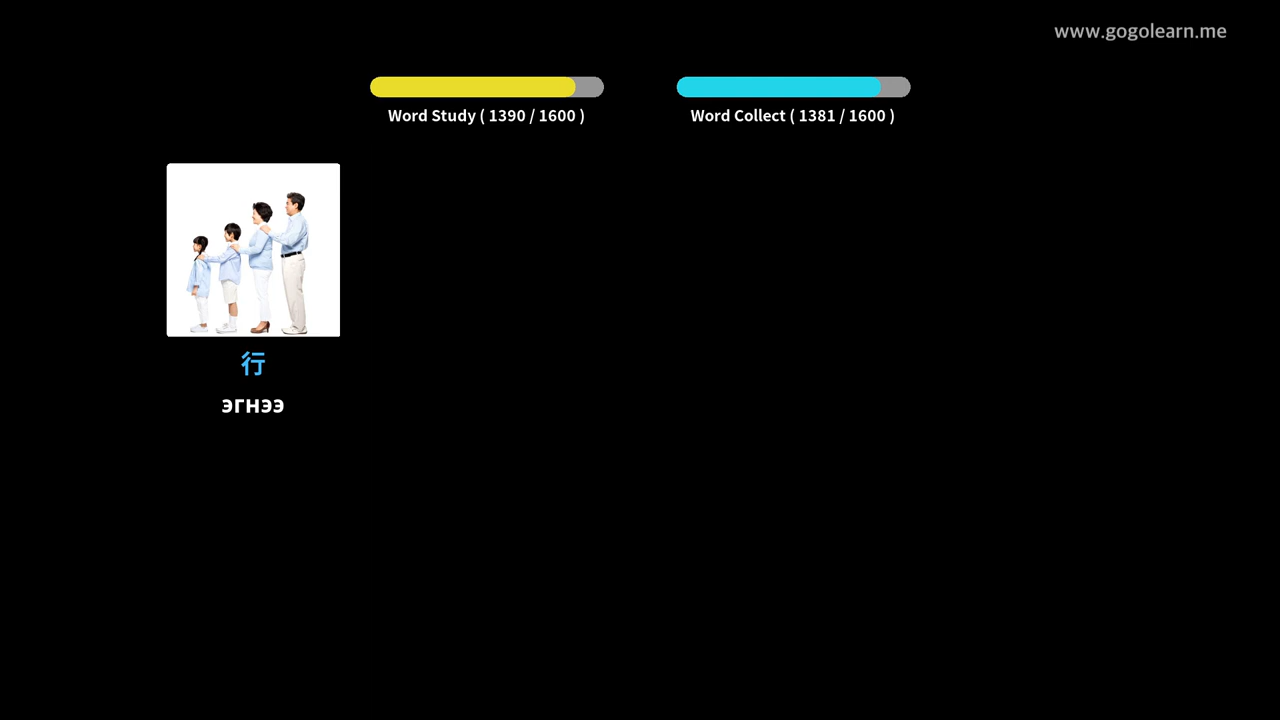 www.gogolearn.me
Word Study ( 1390 / 1600 )
Word Collect ( 1381 / 1600 )
行
эгнээ